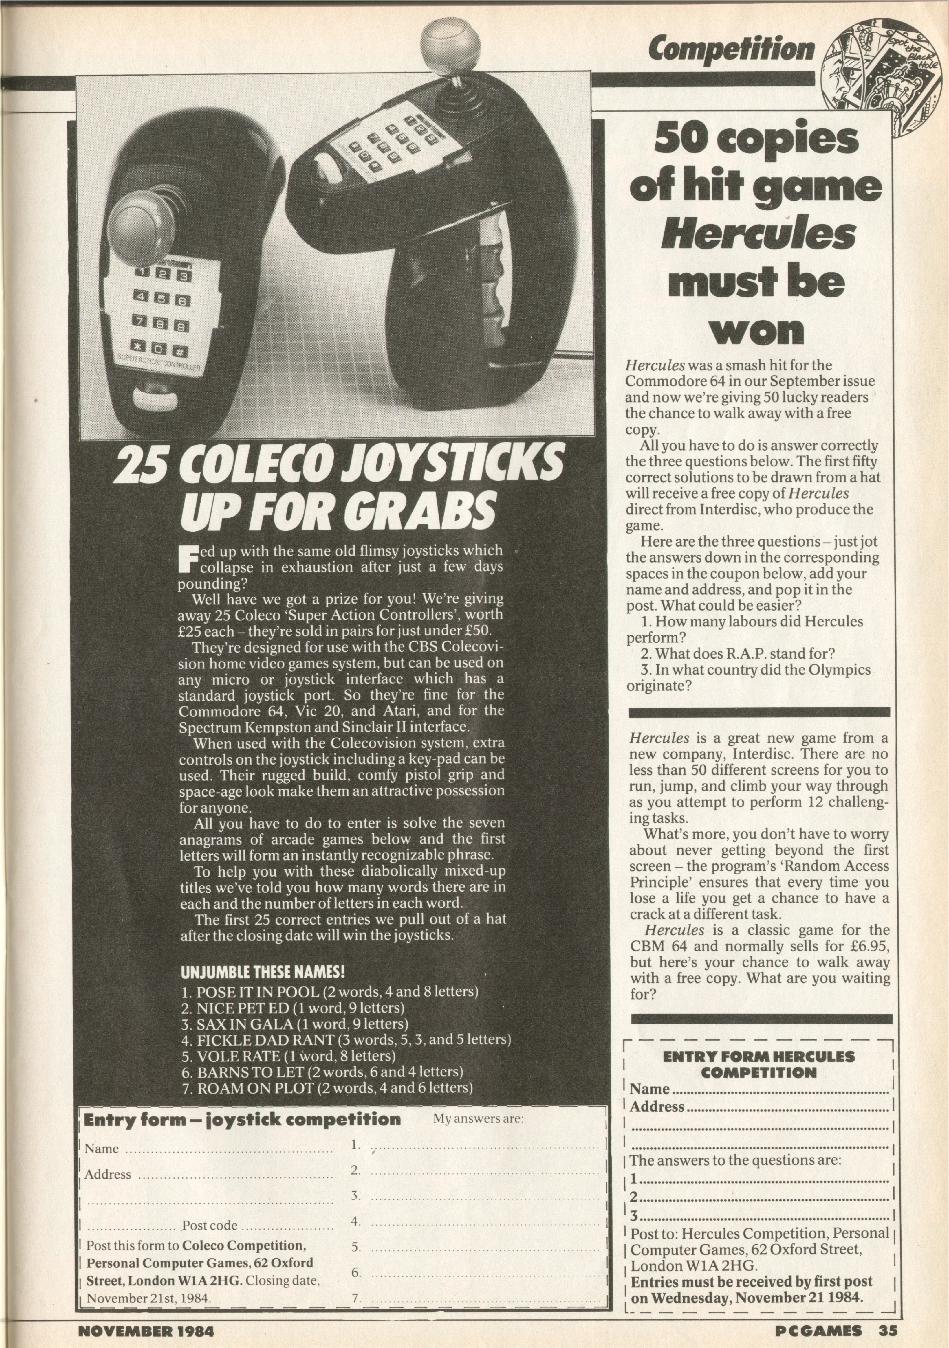 Competition
Spot the
Black
Hole
1 2 3
4 5 6
7 8 9
* 0 #
SUPER ACTION CONTROLLER
25 COLECO JOYSTICKS
UP FOR GRABS
Fed up with the same old flimsy joysticks which
collapse in exhaustion after just a few days
pounding?
Well have we got a prize for you! We're giving
away 25 Coleco 'Super Action Controllers', worth
£25 each – they're sold in pairs for just under £50.
They're designed for use with the CBS Colecovi-
sion home video games system, but can be used on
any micro or joystick interface which has a
standard joystick port. So they're fine for the
Commodore 64, Vic 20, and Atari, and for the
Spectrum Kempston and Sinclair II interface.
When used with the Colecovision system, extra
controls on the joystick including a key-pad can be
used. Their rugged build, comfy pistol grip and
space-age look make them an attractive possession
for anyone.
All you have to do to enter is solve the seven
anagrams of arcade games below and the first
letters will form an instantly recognizable phrase.
To help you with these diabolically mixed-up
titles we've told you how many words there are in
each and the number of letters in each word.
The first 25 correct entries we pull out of a hat
after the closing date will win the joysticks.
UNJUMBLE THESE NAMES!
1. POSE IT IN POOL (2 words, 4 and 8 letters)
2. NICE PET ED (1 word, 9 letters)
3. SAX IN GALA (1 word, 9 letters)
4. FICKLE DAD RANT (3 words, 5, 3, and 5 letters)
5. VOLE RATE (1 word, 8 letters)
6. BARNS TO LET (2 words, 6 and 4 letters)
7. ROAM ON PLOT (2 words, 4 and 6 letters)
Entry form – joystick competition
Name
Address
Post code
Post this form to Coleco Competition,
Personal Computer Games, 62 Oxford
Street, London W1A 2HG. Closing date,
November 21st, 1984.
My answers are:
1.
2.
3.
4.
5.
6.
7.
50 copies
of hit game
Hercules
must be
won
Hercules was a smash hit for the
Commodore 64 in our September issue
and now we're giving 50 lucky readers
the chance to walk away with a free
copy.
All you have to do is answer correctly
the three questions below. The first fifty
correct solutions to be drawn from a hat
will receive a free copy of Hercules
direct from Interdisc, who produce the
game.
Here are the three questions – just jot
the answers down in the corresponding
spaces in the coupon below, add your
name and address, and pop it in the
post. What could be easier?
1. How many labours did Hercules
perform?
2. What does R.A.P. stand for?
3. In what country did the Olympics
originate?
Hercules is a great new game from a
new company, Interdisc. There are no
less than 50 different screens for you to
run, jump, and climb your way through
as you attempt to perform 12 challeng-
ing tasks.
What's more, you don't have to worry
about never getting beyond the first
screen – the program's 'Random Access
Principle' ensures that every time you
lose a life you get a chance to have a
crack at a different task.
Hercules is a classic game for the
CBM 64 and normally sells for £6.95,
but here's your chance to walk away
with a free copy. What are you waiting
for?
ENTRY FORM HERCULES
COMPETITION
Name
Address
The answers to the questions are:
1
2
3
Post to: Hercules Competition, Personal
Computer Games, 62 Oxford Street,
London W1A 2HG.
Entries must be received by first post
on Wednesday, November 21 1984.
NOVEMBER 1984
PCGAMES 35